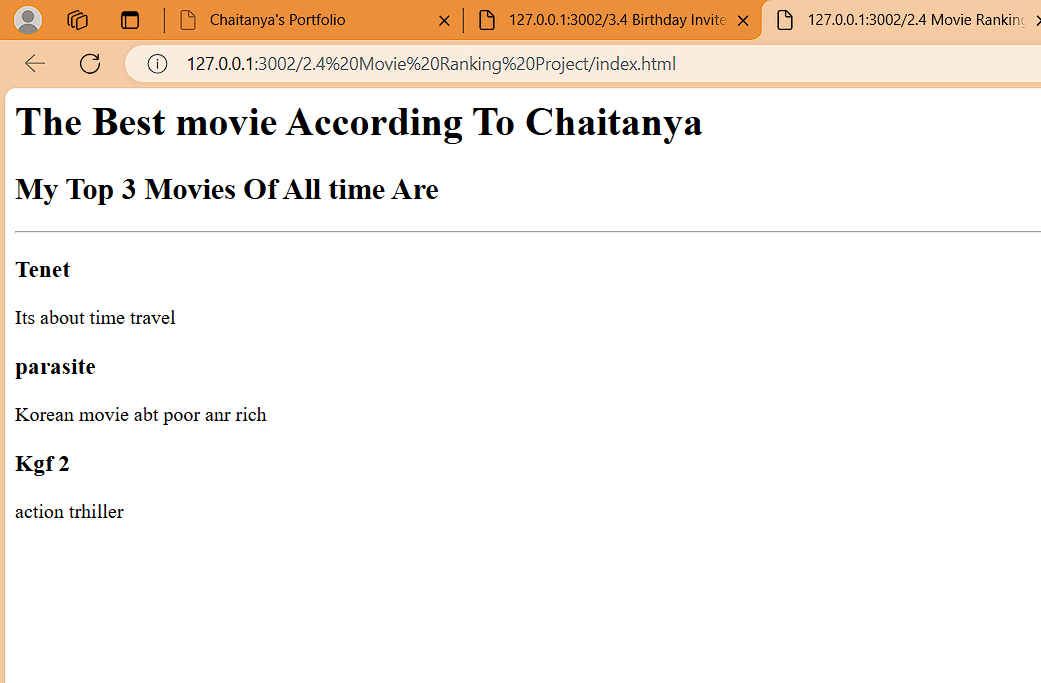 Chaitanya's Portfolio
127.0.0.1:3002/3.4 Birthday Invite
127.0.0.1:3002/2.4 Movie Ranking
127.0.0.1:3002/2.4%20Movie%20Ranking%20Project/index.html
The Best movie According To Chaitanya
My Top 3 Movies Of All time Are
Tenet
Its about time travel
parasite
Korean movie abt poor anr rich
Kgf 2
action trhiller